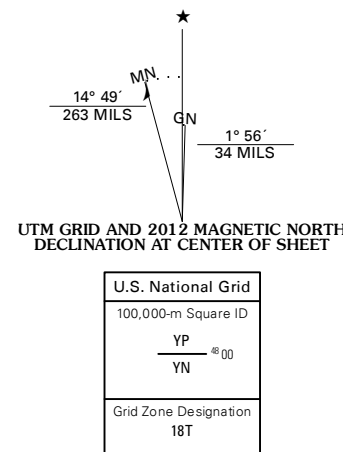 ★
MN
14° 49´
263 MILS
GN
1° 56´
34 MILS
UTM GRID AND 2012 MAGNETIC NORTH
DECLINATION AT CENTER OF SHEET
U.S. National Grid
100,000-m Square ID
YP
48 00
YN
Grid Zone Designation
18T